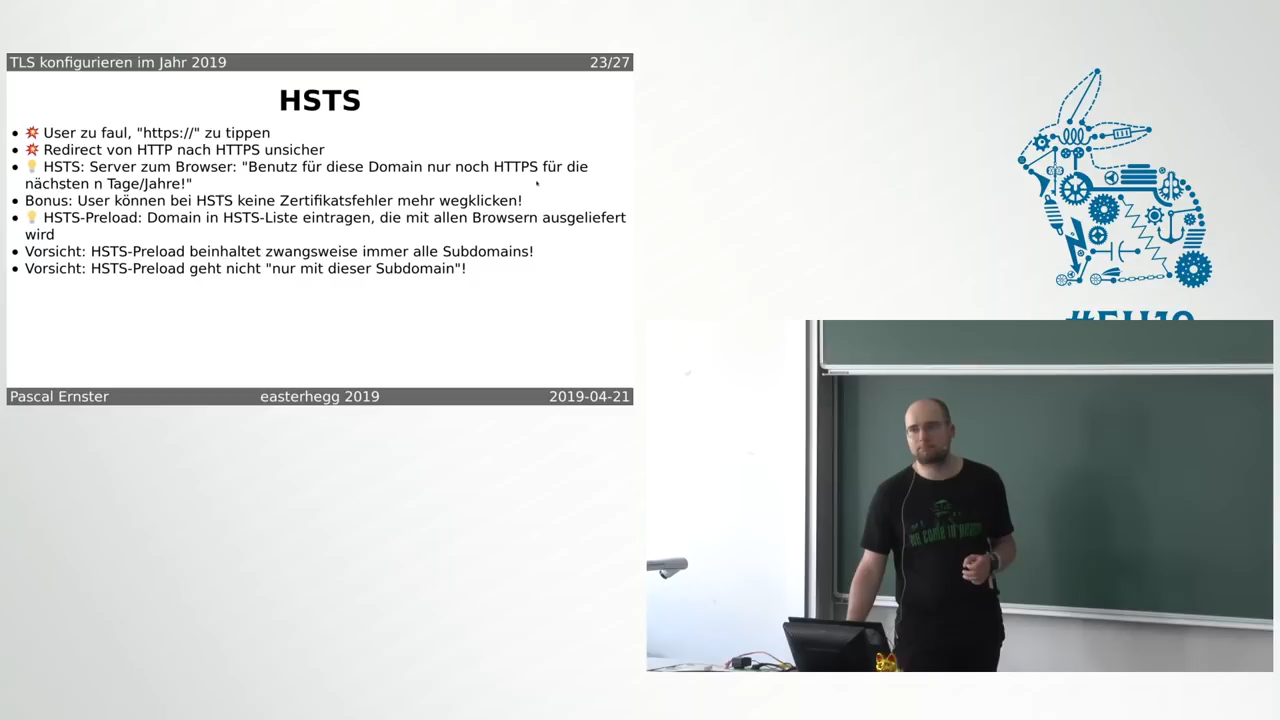 TLS konfigurieren im Jahr 2019 23/27
HSTS
• 💥 User zu faul, "https://" zu tippen
• 💥 Redirect von HTTP nach HTTPS unsicher
• 💡 HSTS: Server zum Browser: "Benutz für diese Domain nur noch HTTPS für die
nächsten n Tage/Jahre!"
• Bonus: User können bei HSTS keine Zertifikatsfehler mehr wegklicken!
• 💡 HSTS-Preload: Domain in HSTS-Liste eintragen, die mit allen Browsern ausgeliefert
wird
• Vorsicht: HSTS-Preload beinhaltet zwangsweise immer alle Subdomains!
• Vorsicht: HSTS-Preload geht nicht "nur mit dieser Subdomain"!
Pascal Ernster easterhegg 2019 2019-04-21